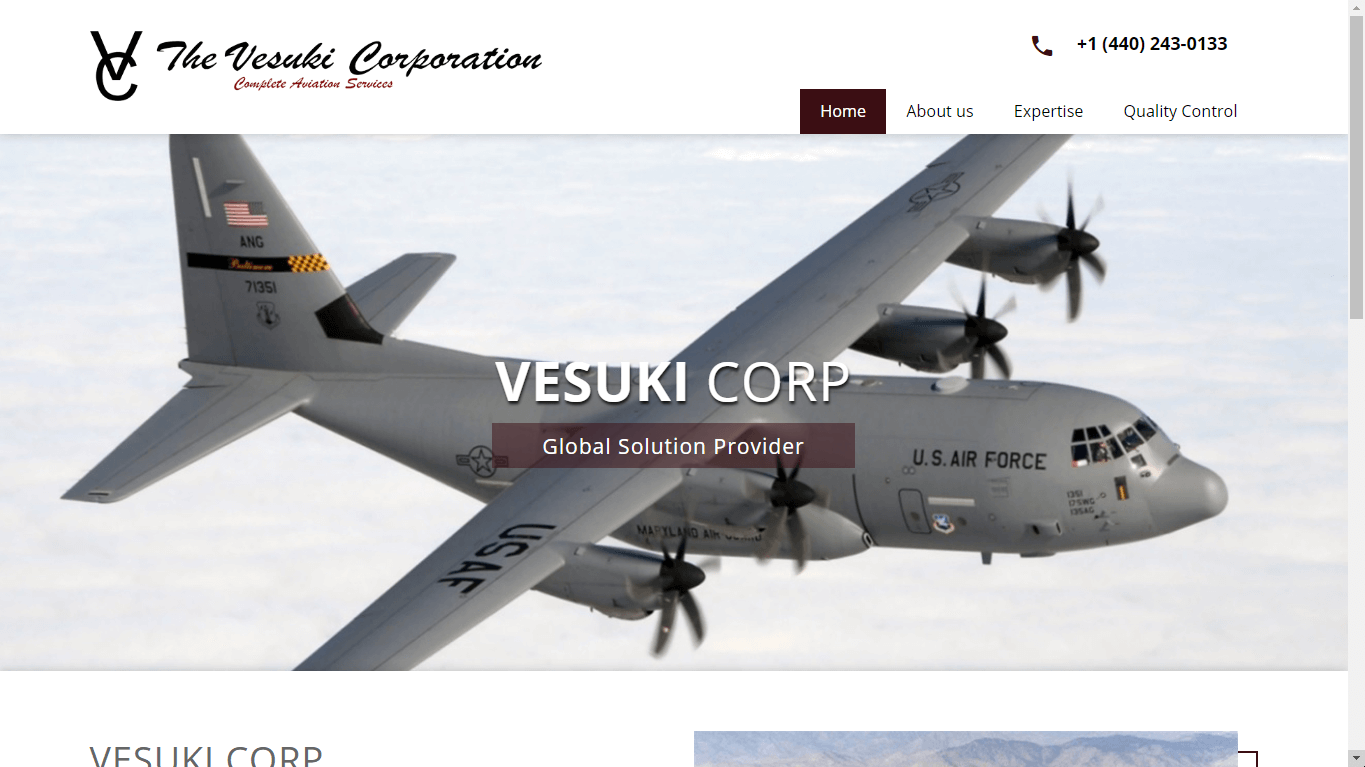 VC
The Vesuki Corporation
Complete Aviation Services
+1 (440) 243-0133
Home
About us
Expertise
Quality Control
ANG
Baltimore
71351
VESUKI CORP
Global Solution Provider
U.S. AIR FORCE
1351
175WG
135AG
MARYLAND AIR GUARD
USAF
VESUKI CORP